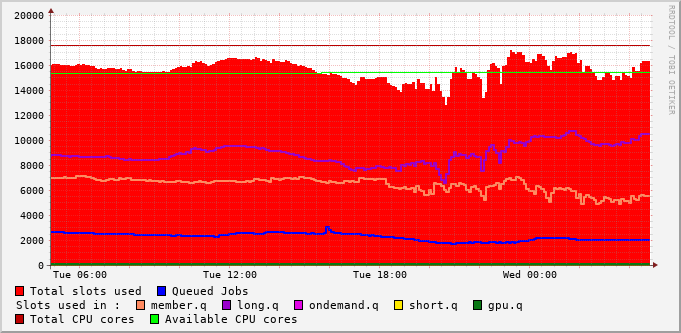 20000
18000
16000
14000
12000
10000
8000
6000
4000
2000
0
Tue 06:00 Tue 12:00 Tue 18:00 Wed 00:00
RRDTOOL / TOBI OETIKER
Total slots used Queued Jobs
Slots used in : member.q long.q ondemand.q short.q gpu.q
Total CPU cores Available CPU cores